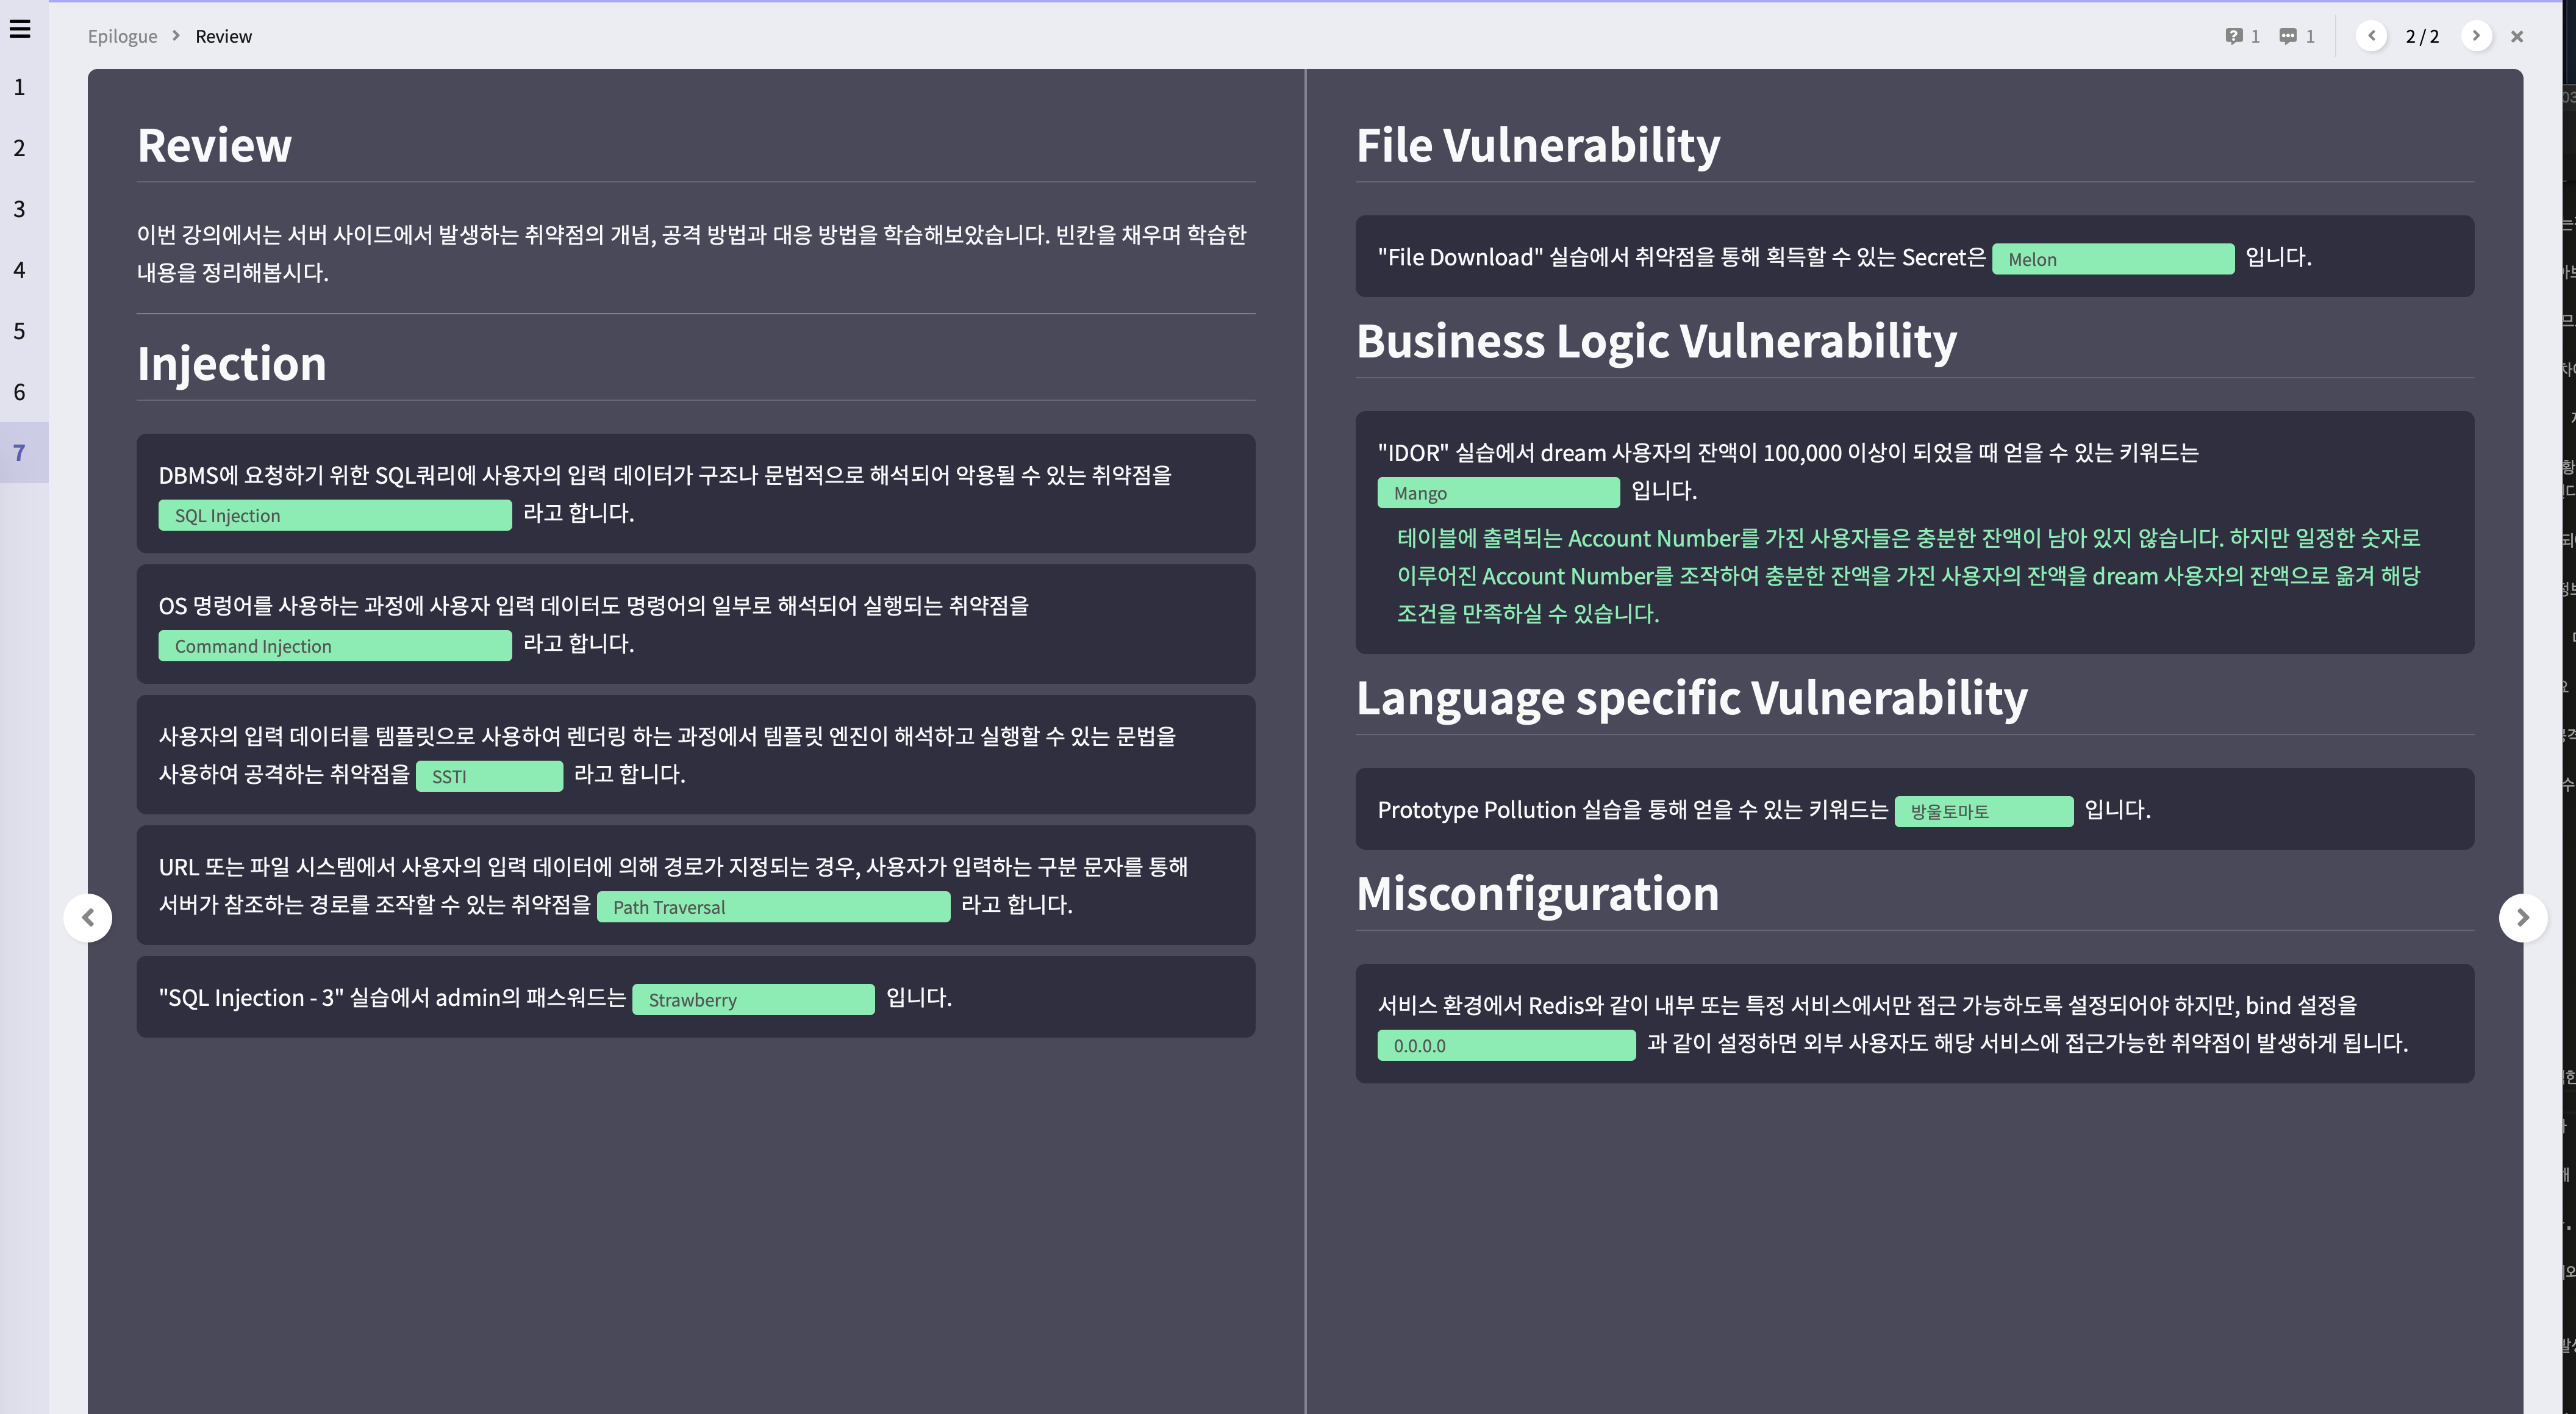 Epilogue > Review
1
1
2 / 2
1
2
3
4
5
6
7
Review
이번 강의에서는 서버 사이드에서 발생하는 취약점의 개념, 공격 방법과 대응 방법을 학습해보았습니다. 빈칸을 채우며 학습한
내용을 정리해봅시다.
Injection
DBMS에 요청하기 위한 SQL쿼리에 사용자의 입력 데이터가 구조나 문법적으로 해석되어 악용될 수 있는 취약점을
SQL Injection 라고 합니다.
OS 명렁어를 사용하는 과정에 사용자 입력 데이터도 명령어의 일부로 해석되어 실행되는 취약점을
Command Injection 라고 합니다.
사용자의 입력 데이터를 템플릿으로 사용하여 렌더링 하는 과정에서 템플릿 엔진이 해석하고 실행할 수 있는 문법을
사용하여 공격하는 취약점을 SSTI 라고 합니다.
URL 또는 파일 시스템에서 사용자의 입력 데이터에 의해 경로가 지정되는 경우, 사용자가 입력하는 구분 문자를 통해
서버가 참조하는 경로를 조작할 수 있는 취약점을 Path Traversal 라고 합니다.
"SQL Injection - 3" 실습에서 admin의 패스워드는 Strawberry 입니다.
File Vulnerability
"File Download" 실습에서 취약점을 통해 획득할 수 있는 Secret은 Melon 입니다.
Business Logic Vulnerability
"IDOR" 실습에서 dream 사용자의 잔액이 100,000 이상이 되었을 때 얻을 수 있는 키워드는
Mango 입니다.
테이블에 출력되는 Account Number를 가진 사용자들은 충분한 잔액이 남아 있지 않습니다. 하지만 일정한 숫자로
이루어진 Account Number를 조작하여 충분한 잔액을 가진 사용자의 잔액을 dream 사용자의 잔액으로 옮겨 해당
조건을 만족하실 수 있습니다.
Language specific Vulnerability
Prototype Pollution 실습을 통해 얻을 수 있는 키워드는 방울토마토 입니다.
Misconfiguration
서비스 환경에서 Redis와 같이 내부 또는 특정 서비스에서만 접근 가능하도록 설정되어야 하지만, bind 설정을
0.0.0.0 과 같이 설정하면 외부 사용자도 해당 서비스에 접근가능한 취약점이 발생하게 됩니다.